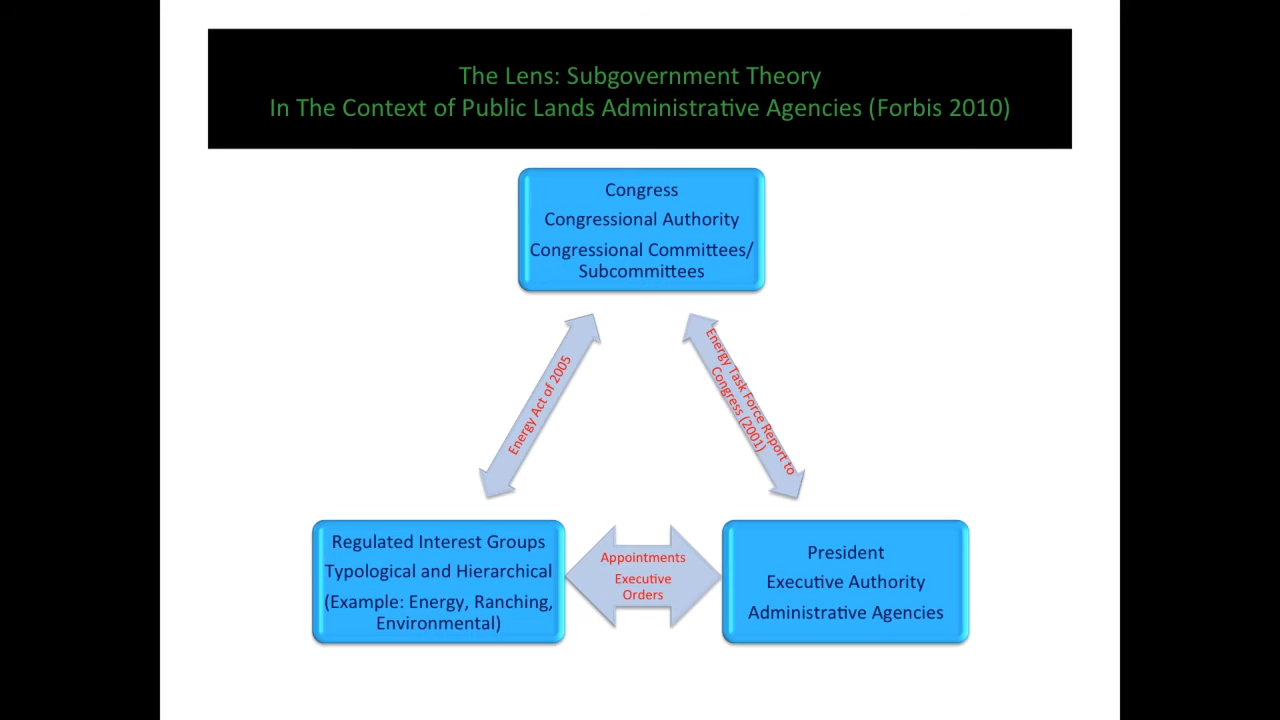 The Lens: Subgovernment Theory
In The Context of Public Lands Administrative Agencies (Forbis 2010)
Congress
Congressional Authority
Congressional Committees/
Subcommittees
Energy Act of 2005
Energy Task Force Report to
Congress (2001)
Regulated Interest Groups
Typological and Hierarchical
(Example: Energy, Ranching,
Environmental)
Appointments
Executive
Orders
President
Executive Authority
Administrative Agencies